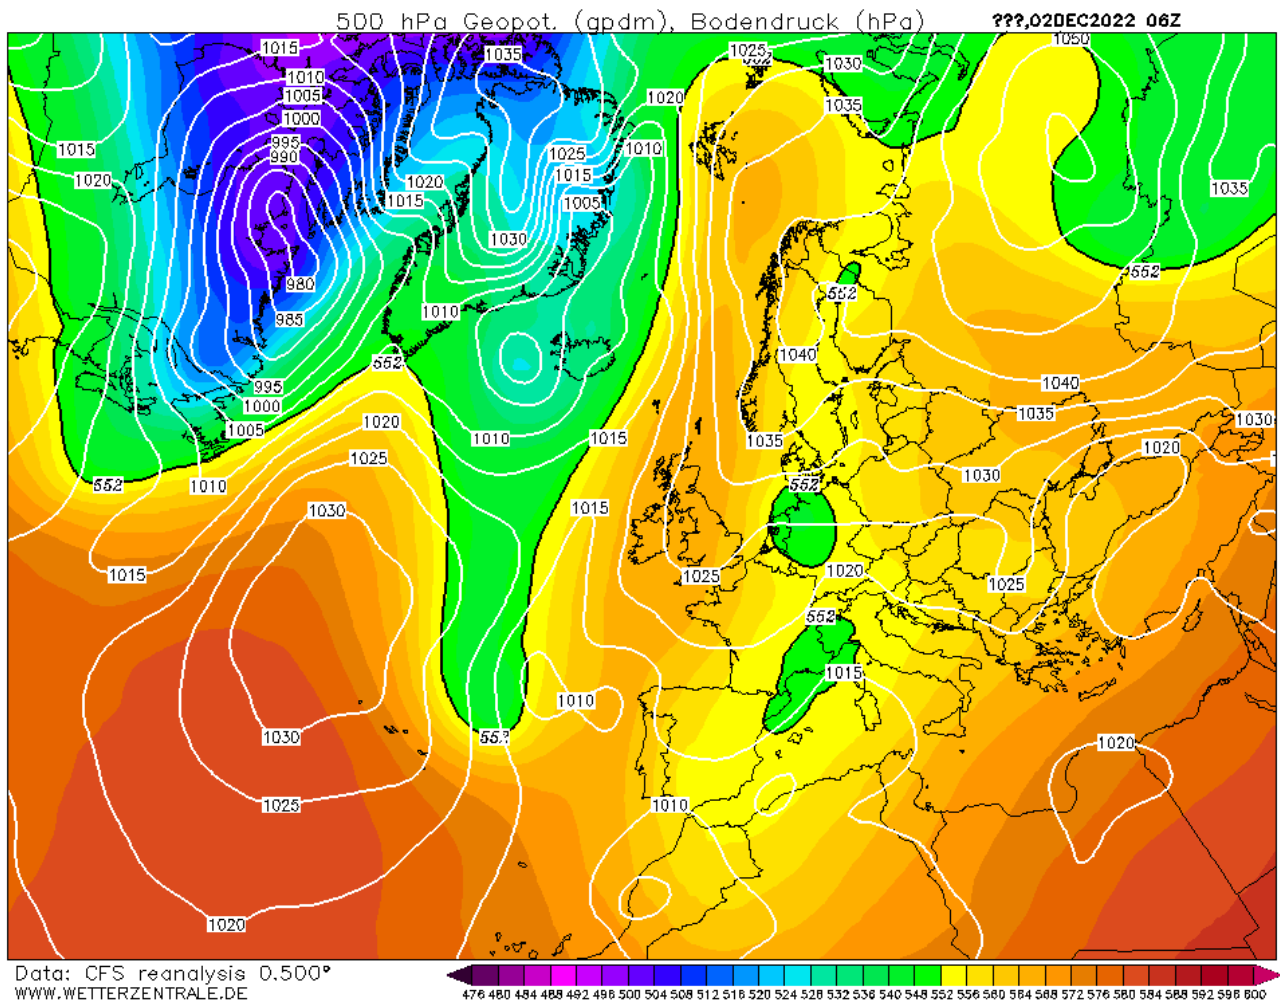 500 hPa Geopot. (gpdm), Bodendruck (hPa) ???,02DEC2022 06Z
1015 1035 1025 1050
1010 1030
1005 1020 1035
1000
995
990 1010
1015 1025
1020 1020 1015 1035
1015 1005
1030
552
980 552
985 1010
552 1040
995 1040
1000 1035
1005 1020 1010 1015 1035 1030
1025 1020
552 1010 552 1030
1030 1015
1015 1025 1020 1025
552
1010 1015
1030 552 1020
1025 1010
1020
Data: CFS reanalysis 0.500°
WWW.WETTERZENTRALE.DE
476 480 484 488 492 496 500 504 508 512 516 520 524 528 532 536 540 544 548 552 556 560 564 568 572 576 580 584 588 592 596 600